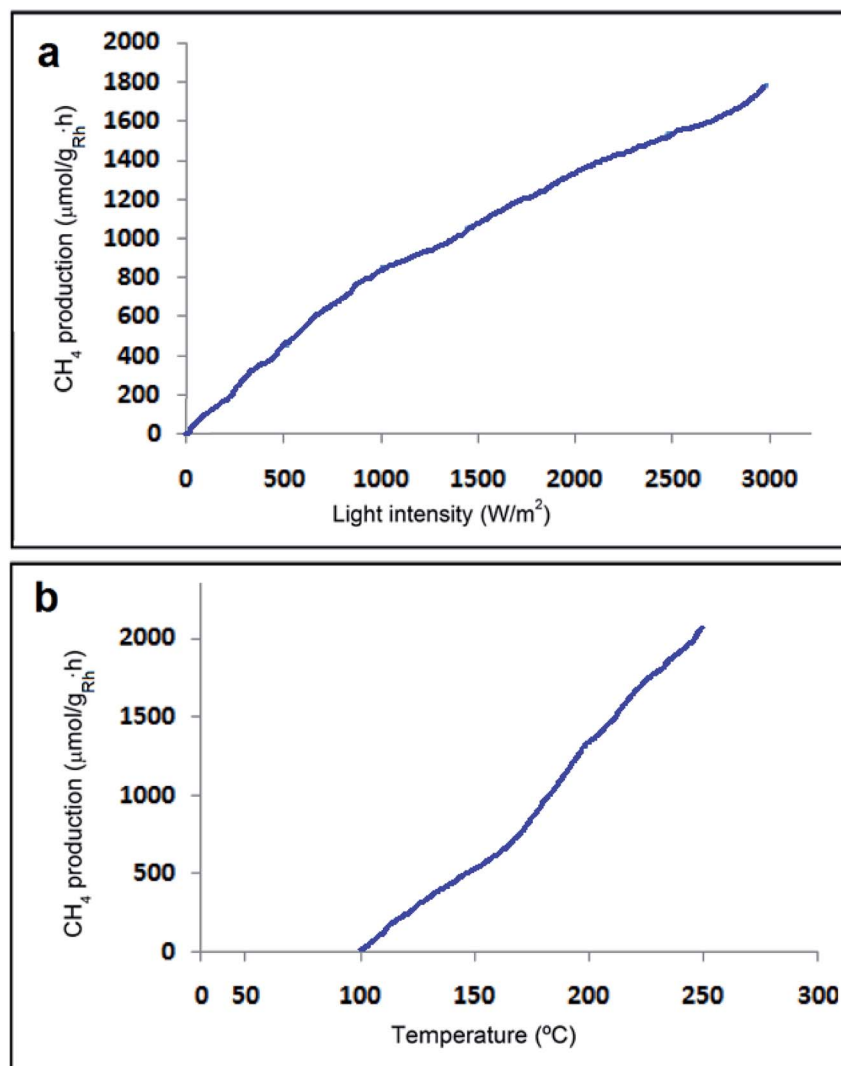 a
CH₄ production (μmol/gRh·h)
2000
1800
1600
1400
1200
1000
800
600
400
200
0
0 500 1000 1500 2000 2500 3000
Light intensity (W/m²)
b
CH₄ production (μmol/gRh·h)
2000
1500
1000
500
0
0 50 100 150 200 250 300
Temperature (ºC)